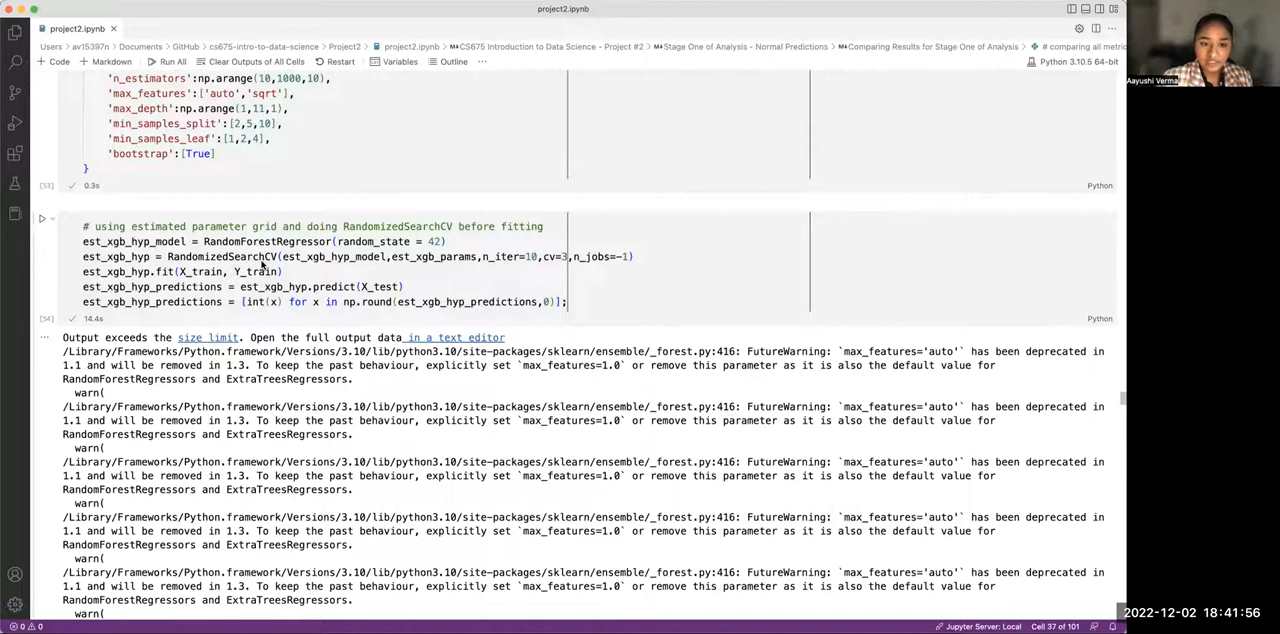 project2.ipynb
project2.ipynb
Users > av15397n > Documents > GitHub > cs675-intro-to-data-science > Project2 > project2.ipynb > CS675 Introduction to Data Science - Project #2 > Stage One of Analysis - Normal Predictions > Comparing Results for Stage One of Analysis > # comparing all metric
+ Code + Markdown Run All Clear Outputs of All Cells Restart Variables Outline ... Python 3.10.5 64-bit
Aayushi Verma
'n_estimators':np.arange(10,1000,10),
'max_features':['auto','sqrt'],
'max_depth':np.arange(1,11,1),
'min_samples_split':[2,5,10],
'min_samples_leaf':[1,2,4],
'bootstrap':[True]
}
[53] ✓ 0.3s Python
# using estimated parameter grid and doing RandomizedSearchCV before fitting
est_xgb_hyp_model = RandomForestRegressor(random_state = 42)
est_xgb_hyp = RandomizedSearchCV(est_xgb_hyp_model,est_xgb_params,n_iter=10,cv=3,n_jobs=-1)
est_xgb_hyp.fit(X_train, Y_train)
est_xgb_hyp_predictions = est_xgb_hyp.predict(X_test)
est_xgb_hyp_predictions = [int(x) for x in np.round(est_xgb_hyp_predictions,0)];
[54] ✓ 14.4s Python
... Output exceeds the size limit. Open the full output data in a text editor
/Library/Frameworks/Python.framework/Versions/3.10/lib/python3.10/site-packages/sklearn/ensemble/_forest.py:416: FutureWarning: `max_features='auto'` has been deprecated in
1.1 and will be removed in 1.3. To keep the past behaviour, explicitly set `max_features=1.0` or remove this parameter as it is also the default value for
RandomForestRegressors and ExtraTreesRegressors.
warn(
/Library/Frameworks/Python.framework/Versions/3.10/lib/python3.10/site-packages/sklearn/ensemble/_forest.py:416: FutureWarning: `max_features='auto'` has been deprecated in
1.1 and will be removed in 1.3. To keep the past behaviour, explicitly set `max_features=1.0` or remove this parameter as it is also the default value for
RandomForestRegressors and ExtraTreesRegressors.
warn(
/Library/Frameworks/Python.framework/Versions/3.10/lib/python3.10/site-packages/sklearn/ensemble/_forest.py:416: FutureWarning: `max_features='auto'` has been deprecated in
1.1 and will be removed in 1.3. To keep the past behaviour, explicitly set `max_features=1.0` or remove this parameter as it is also the default value for
RandomForestRegressors and ExtraTreesRegressors.
warn(
/Library/Frameworks/Python.framework/Versions/3.10/lib/python3.10/site-packages/sklearn/ensemble/_forest.py:416: FutureWarning: `max_features='auto'` has been deprecated in
1.1 and will be removed in 1.3. To keep the past behaviour, explicitly set `max_features=1.0` or remove this parameter as it is also the default value for
RandomForestRegressors and ExtraTreesRegressors.
warn(
/Library/Frameworks/Python.framework/Versions/3.10/lib/python3.10/site-packages/sklearn/ensemble/_forest.py:416: FutureWarning: `max_features='auto'` has been deprecated in
1.1 and will be removed in 1.3. To keep the past behaviour, explicitly set `max_features=1.0` or remove this parameter as it is also the default value for
RandomForestRegressors and ExtraTreesRegressors.
warn(
2022-12-02 18:41:56
0 0 Jupyter Server: Local Cell 37 of 101